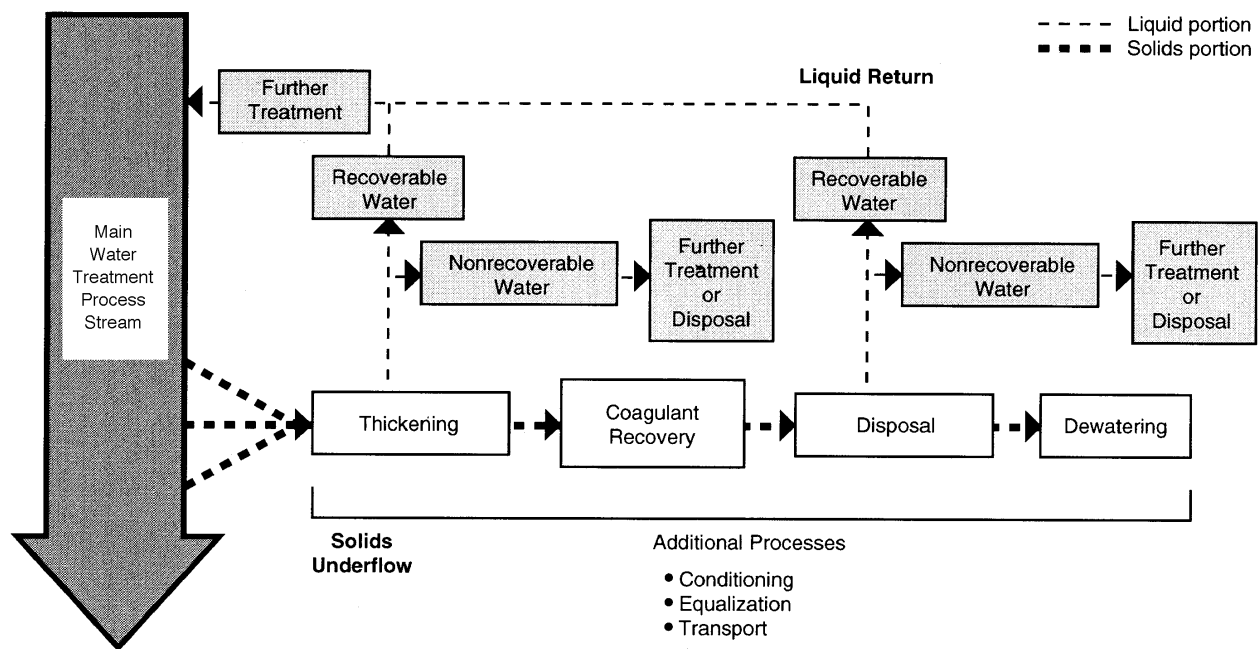 Liquid portion
Solids portion
Liquid Return
Further
Treatment
Recoverable
Water
Recoverable
Water
Main
Water
Treatment
Process
Stream
Nonrecoverable
Water
Further
Treatment
or
Disposal
Nonrecoverable
Water
Further
Treatment
or
Disposal
Thickening
Coagulant
Recovery
Disposal
Dewatering
Solids
Underflow
Additional Processes
• Conditioning
• Equalization
• Transport